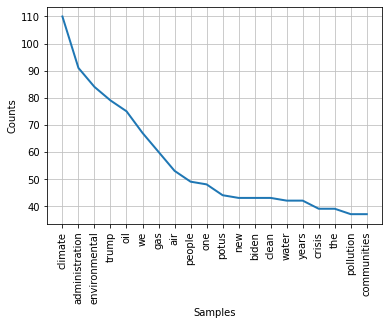 110
100
90
80
70
60
50
40
Counts
climate
administration
environmental
trump
oil
we
gas
air
people
one
potus
new
biden
clean
water
years
crisis
the
pollution
communities
Samples